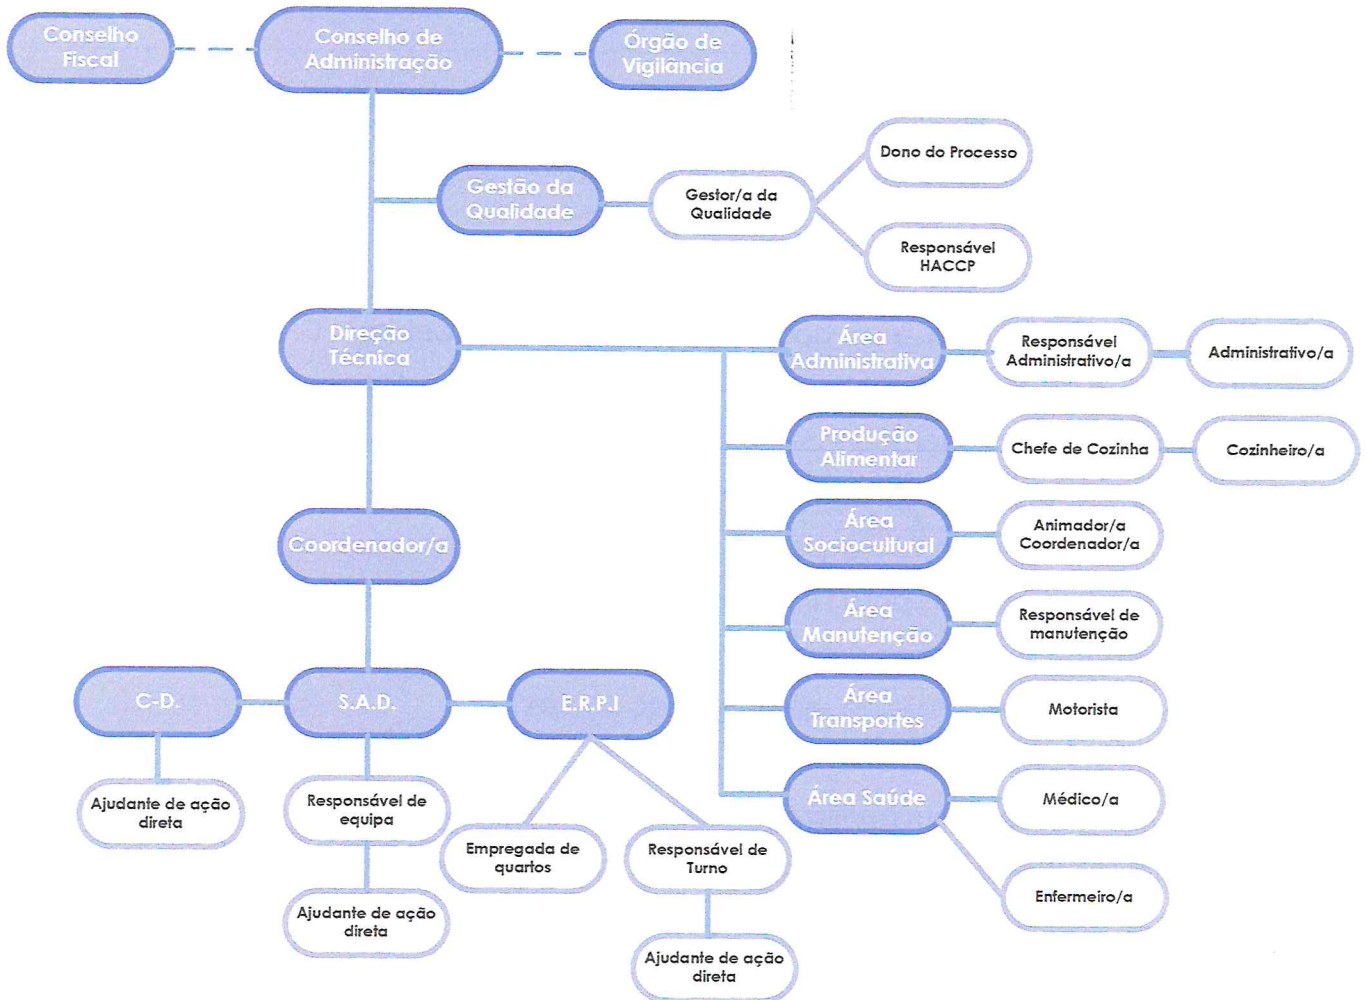 Conselho
Fiscal
Conselho de
Administração
Órgão de
Vigilância
Dono do Processo
Gestão da
Qualidade
Gestor/a da
Qualidade
Responsável
HACCP
Direção
Técnica
Área
Administrativa
Responsável
Administrativo/a
Administrativo/a
Produção
Alimentar
Chefe de Cozinha
Cozinheiro/a
Coordenador/a
Área
Sociocultural
Animador/a
Coordenador/a
Área
Manutenção
Responsável de
manutenção
C-D.
S.A.D.
E.R.P.I
Área
Transportes
Motorista
Ajudante de ação
direta
Responsável de
equipa
Área Saúde
Médico/a
Empregada de
quartos
Responsável de
Turno
Enfermeiro/a
Ajudante de ação
direta
Ajudante de ação
direta